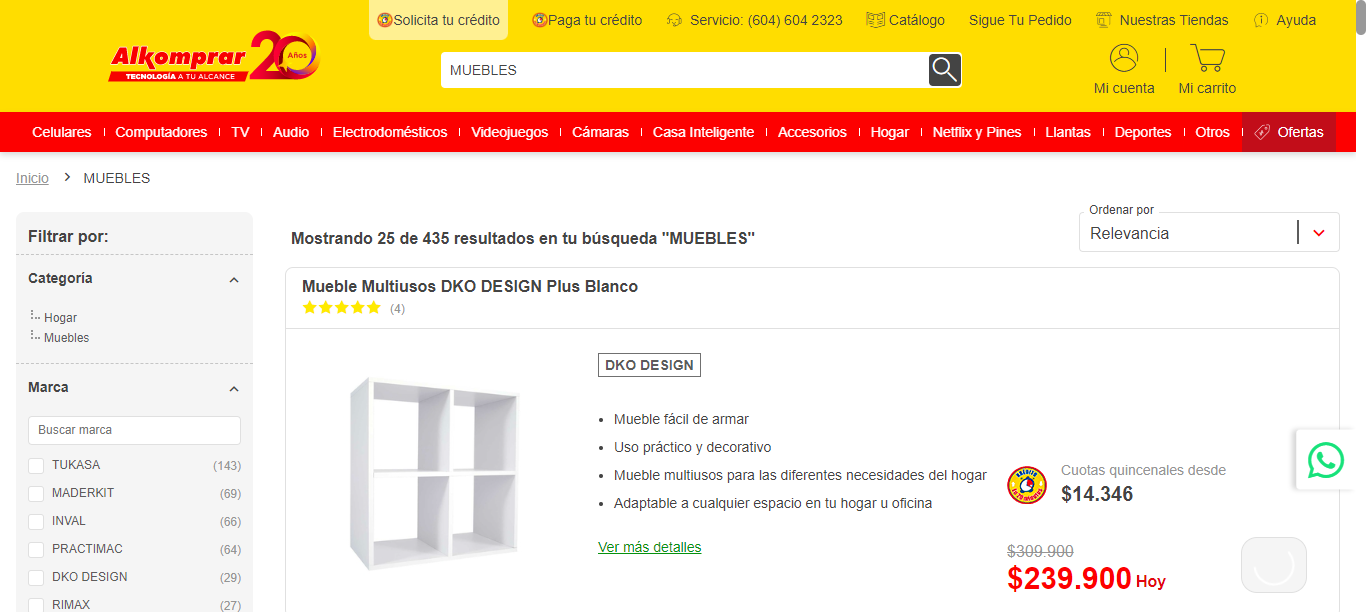 Solicita tu crédito
Paga tu crédito
Servicio: (604) 604 2323
Catálogo
Sigue Tu Pedido
Nuestras Tiendas
Ayuda
Alkomprar 20 Años
TECNOLOGÍA A TU ALCANCE
MUEBLES
Mi cuenta
Mi carrito
Celulares
Computadores
TV
Audio
Electrodomésticos
Videojuegos
Cámaras
Casa Inteligente
Accesorios
Hogar
Netflix y Pines
Llantas
Deportes
Otros
Ofertas
Inicio > MUEBLES
Filtrar por:
Categoría
Hogar
Muebles
Marca
Buscar marca
TUKASA (143)
MADERKIT (69)
INVAL (66)
PRACTIMAC (64)
DKO DESIGN (29)
RIMAX (27)
Mostrando 25 de 435 resultados en tu búsqueda "MUEBLES"
Ordenar por
Relevancia
Mueble Multiusos DKO DESIGN Plus Blanco
(4)
DKO DESIGN
• Mueble fácil de armar
• Uso práctico y decorativo
• Mueble multiusos para las diferentes necesidades del hogar
• Adaptable a cualquier espacio en tu hogar u oficina
Ver más detalles
Cuotas quincenales desde
$14.346
$309.900
$239.900 Hoy